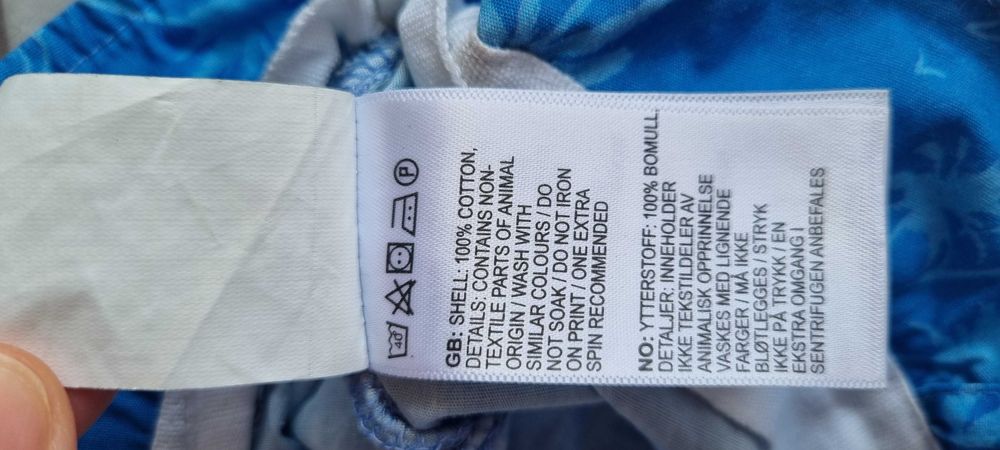 40 P
GB: SHELL: 100% COTTON,
DETAILS: CONTAINS NON-
TEXTILE PARTS OF ANIMAL
ORIGIN / WASH WITH
SIMILAR COLOURS / DO
NOT SOAK / DO NOT IRON
ON PRINT / ONE EXTRA
SPIN RECOMMENDED
NO: YTTERSTOFF: 100% BOMULL,
DETALJER: INNEHOLDER
IKKE TEKSTILDELER AV
ANIMALISK OPPRINNELSE
VASKES MED LIGNENDE
FARGER / MÅ IKKE
BLØTLEGGES / STRYK
IKKE PÅ TRYKK / EN
EKSTRA OMGANG I
SENTRIFUGEN ANBEFALES